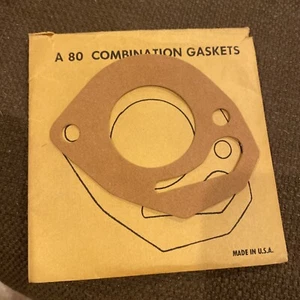 A 80 COMBINATION GASKETS
MADE IN U.S.A.